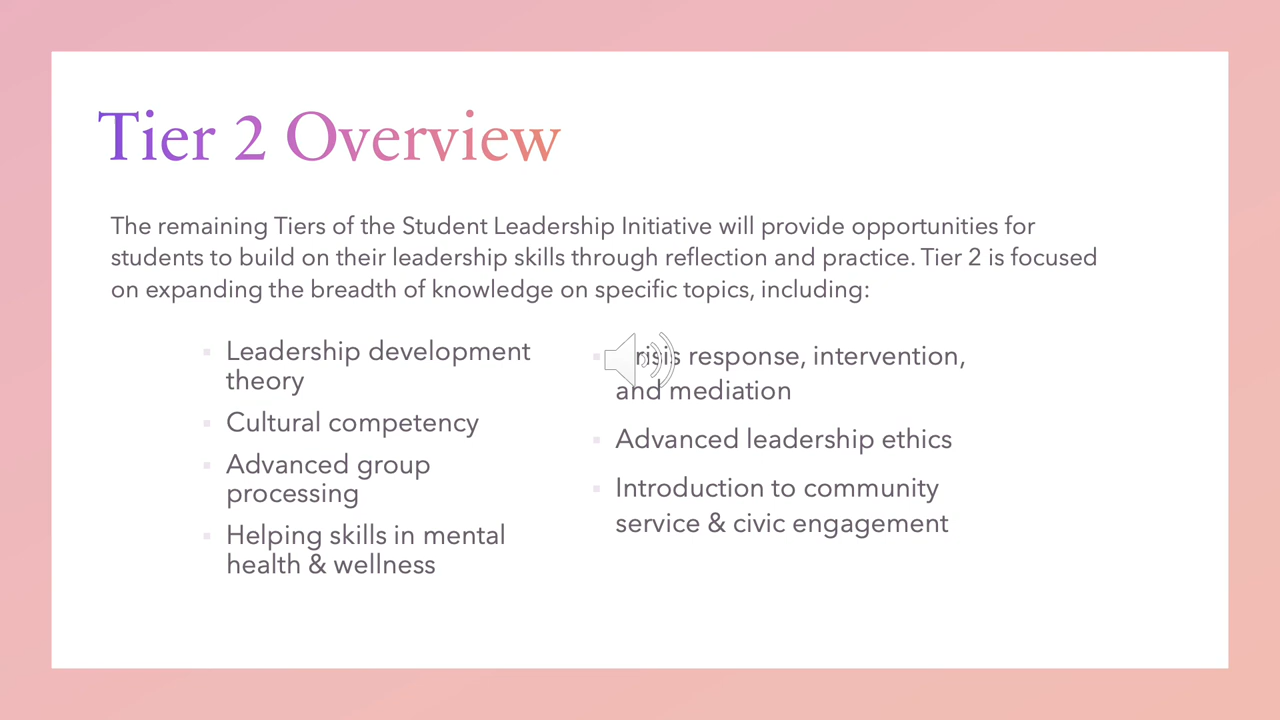 Tier 2 Overview
The remaining Tiers of the Student Leadership Initiative will provide opportunities for
students to build on their leadership skills through reflection and practice. Tier 2 is focused
on expanding the breadth of knowledge on specific topics, including:
Leadership development
theory
Cultural competency
Advanced group
processing
Helping skills in mental
health & wellness
Crisis response, intervention,
and mediation
Advanced leadership ethics
Introduction to community
service & civic engagement